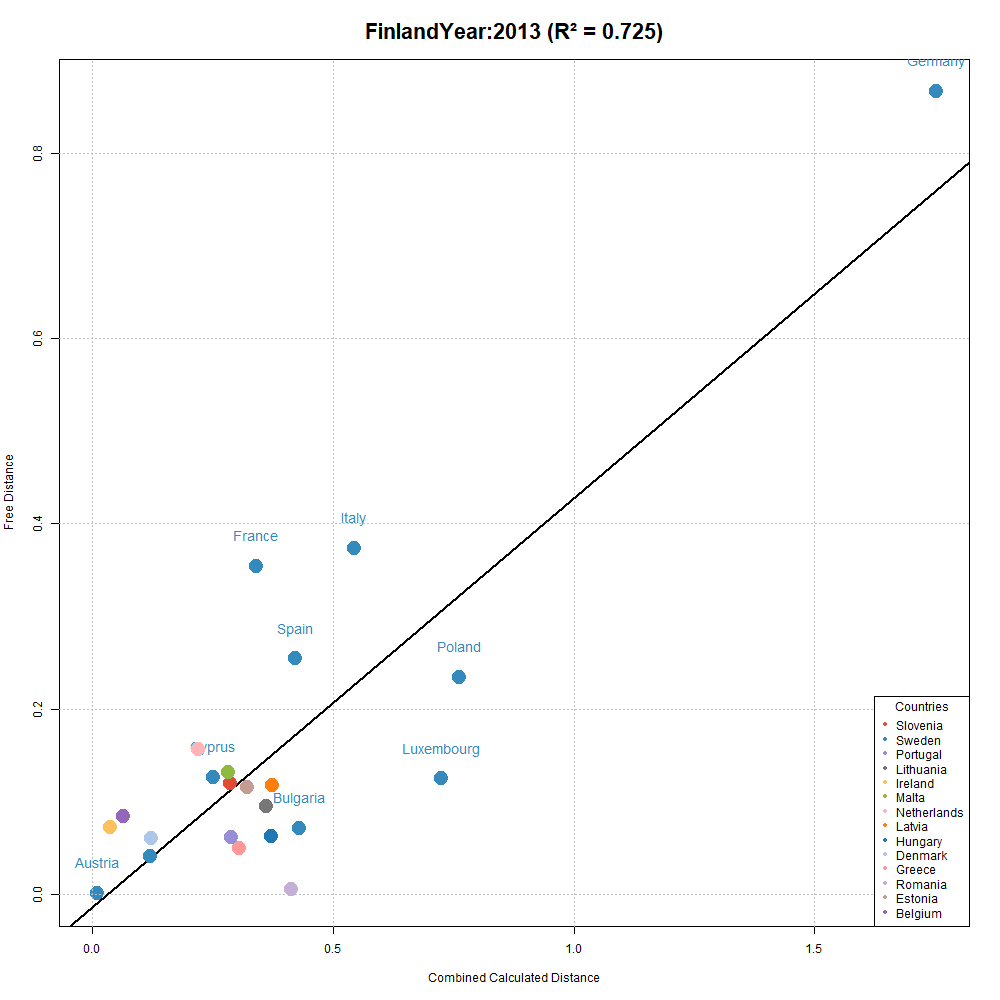 FinlandYear:2013 (R² = 0.725)
Germany
0.8
0.6
Free Distance
0.4
Italy
France
Spain
Poland
0.2
Cyprus
Luxembourg
Bulgaria
Austria
0.0
Countries
Slovenia
Sweden
Portugal
Lithuania
Ireland
Malta
Netherlands
Latvia
Hungary
Denmark
Greece
Romania
Estonia
Belgium
0.0 0.5 1.0 1.5
Combined Calculated Distance